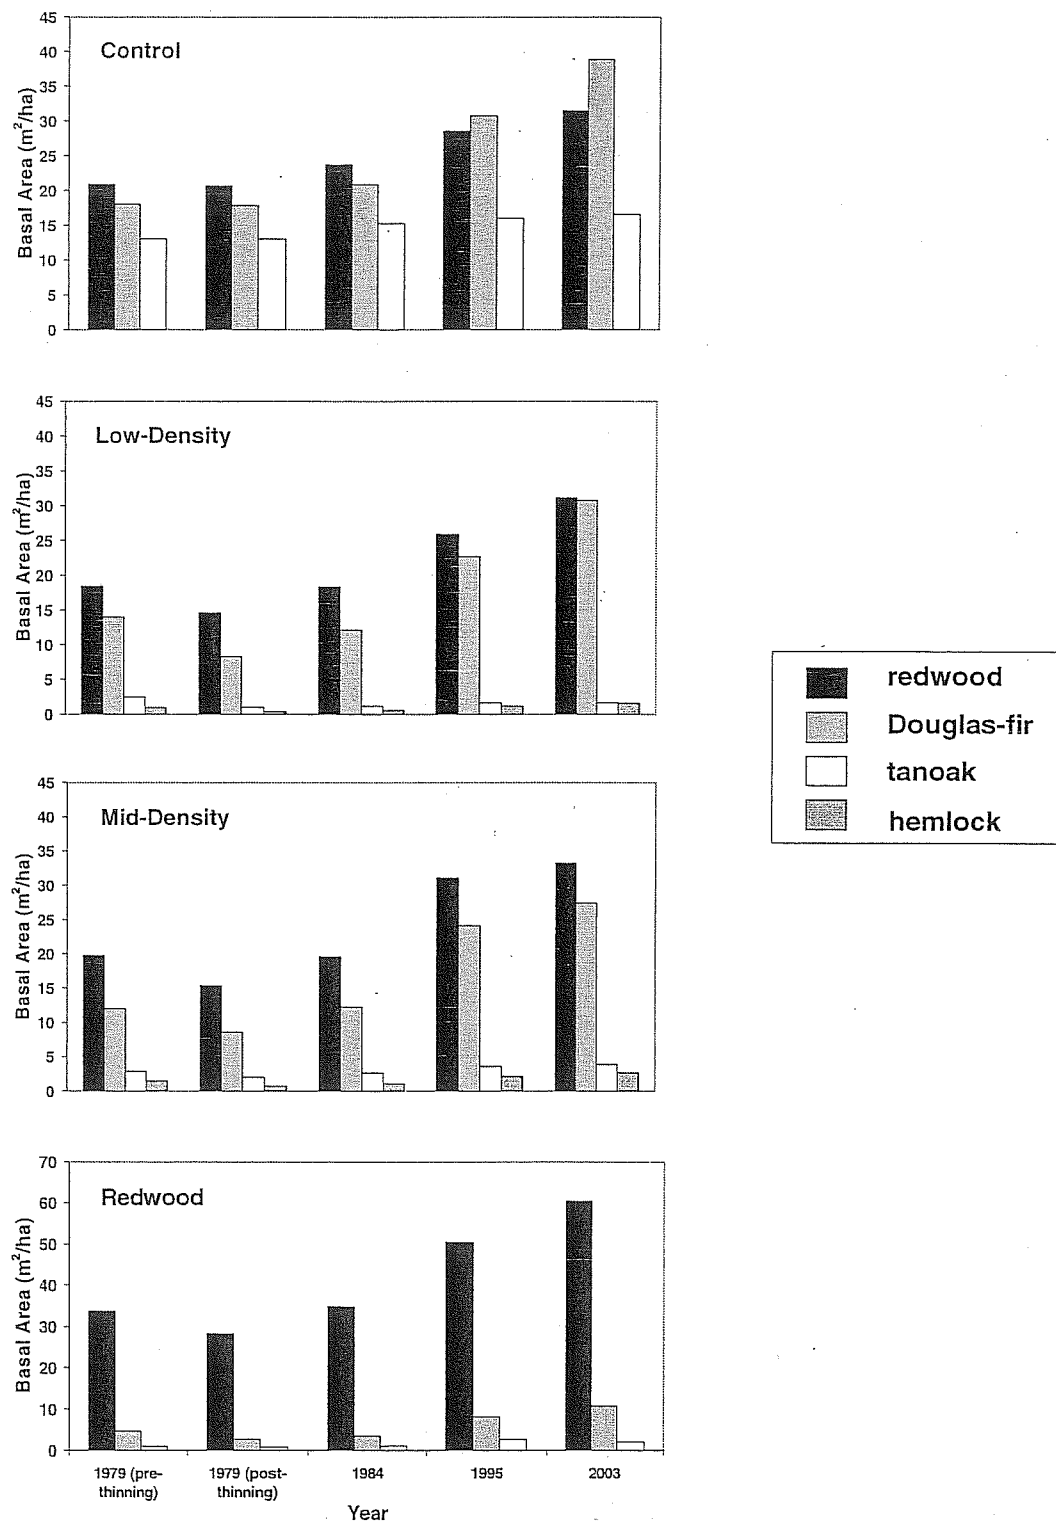 Control
Basal Area (m²/ha)
45
40
35
30
25
20
15
10
5
0
Low-Density
Basal Area (m²/ha)
45
40
35
30
25
20
15
10
5
0
Mid-Density
Basal Area (m²/ha)
45
40
35
30
25
20
15
10
5
0
Redwood
Basal Area (m²/ha)
70
60
50
40
30
20
10
0
1979 (pre-
thinning)
1979 (post-
thinning)
1984
1995
2003
Year
redwood
Douglas-fir
tanoak
hemlock